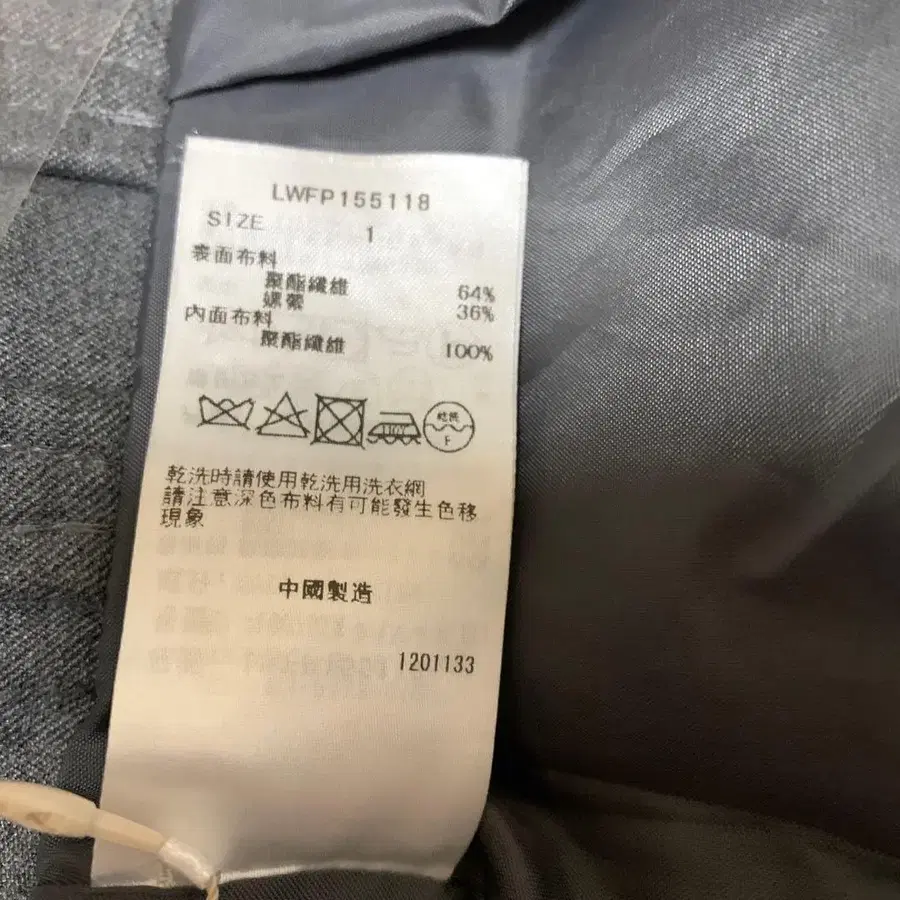 LWFP155118
SIZE 1
表面布料
聚酯纖維 64%
嫘縈 36%
內面布料
聚酯纖維 100%
乾洗
F
乾洗時請使用乾洗用洗衣網
請注意深色布料有可能發生色移
現象
中國製造
1201133